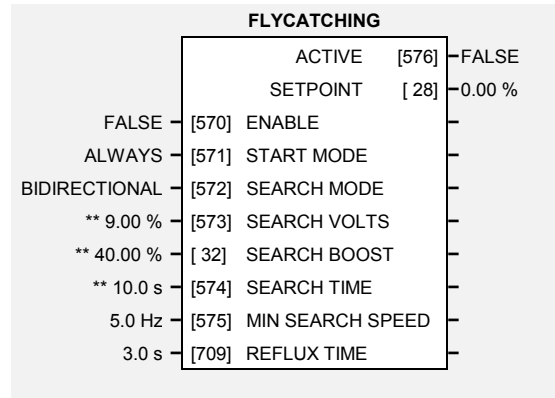 FLYCATCHING
ACTIVE [576] FALSE
SETPOINT [ 28] 0.00 %
FALSE [570] ENABLE
ALWAYS [571] START MODE
BIDIRECTIONAL [572] SEARCH MODE
** 9.00 % [573] SEARCH VOLTS
** 40.00 % [ 32] SEARCH BOOST
** 10.0 s [574] SEARCH TIME
5.0 Hz [575] MIN SEARCH SPEED
3.0 s [709] REFLUX TIME